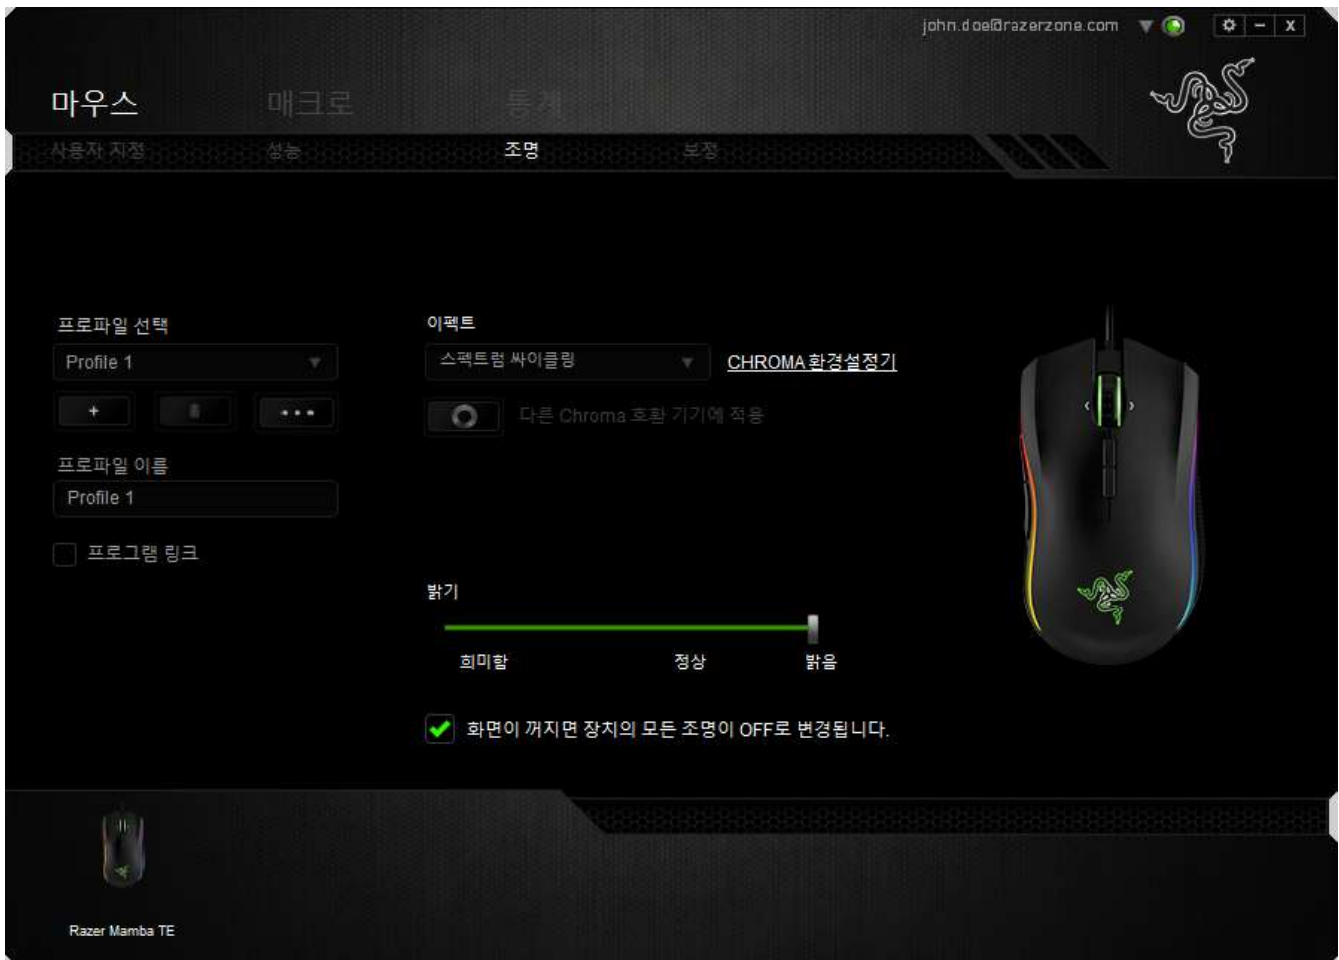 john.doe@razerzone.com
마우스 매크로 통계
사용자 지정 성능 조명 보정
프로파일 선택
Profile 1
프로파일 이름
Profile 1
프로그램 링크
이펙트
스펙트럼 싸이클링
CHROMA 환경설정기
다른 Chroma 호환 기기에 적용
밝기
희미함 정상 밝음
화면이 꺼지면 장치의 모든 조명이 OFF로 변경됩니다.
Razer Mamba TE